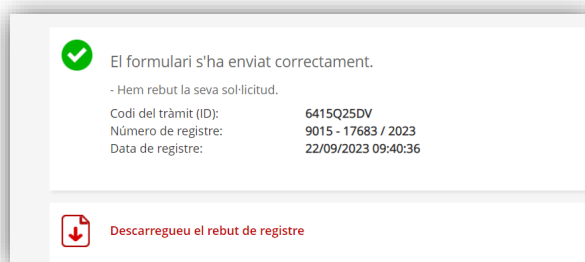 El formulari s'ha enviat correctament.
- Hem rebut la seva sol·licitud.
Codi del tràmit (ID): 6415Q25DV
Número de registre: 9015 - 17683 / 2023
Data de registre: 22/09/2023 09:40:36
Descarregueu el rebut de registre